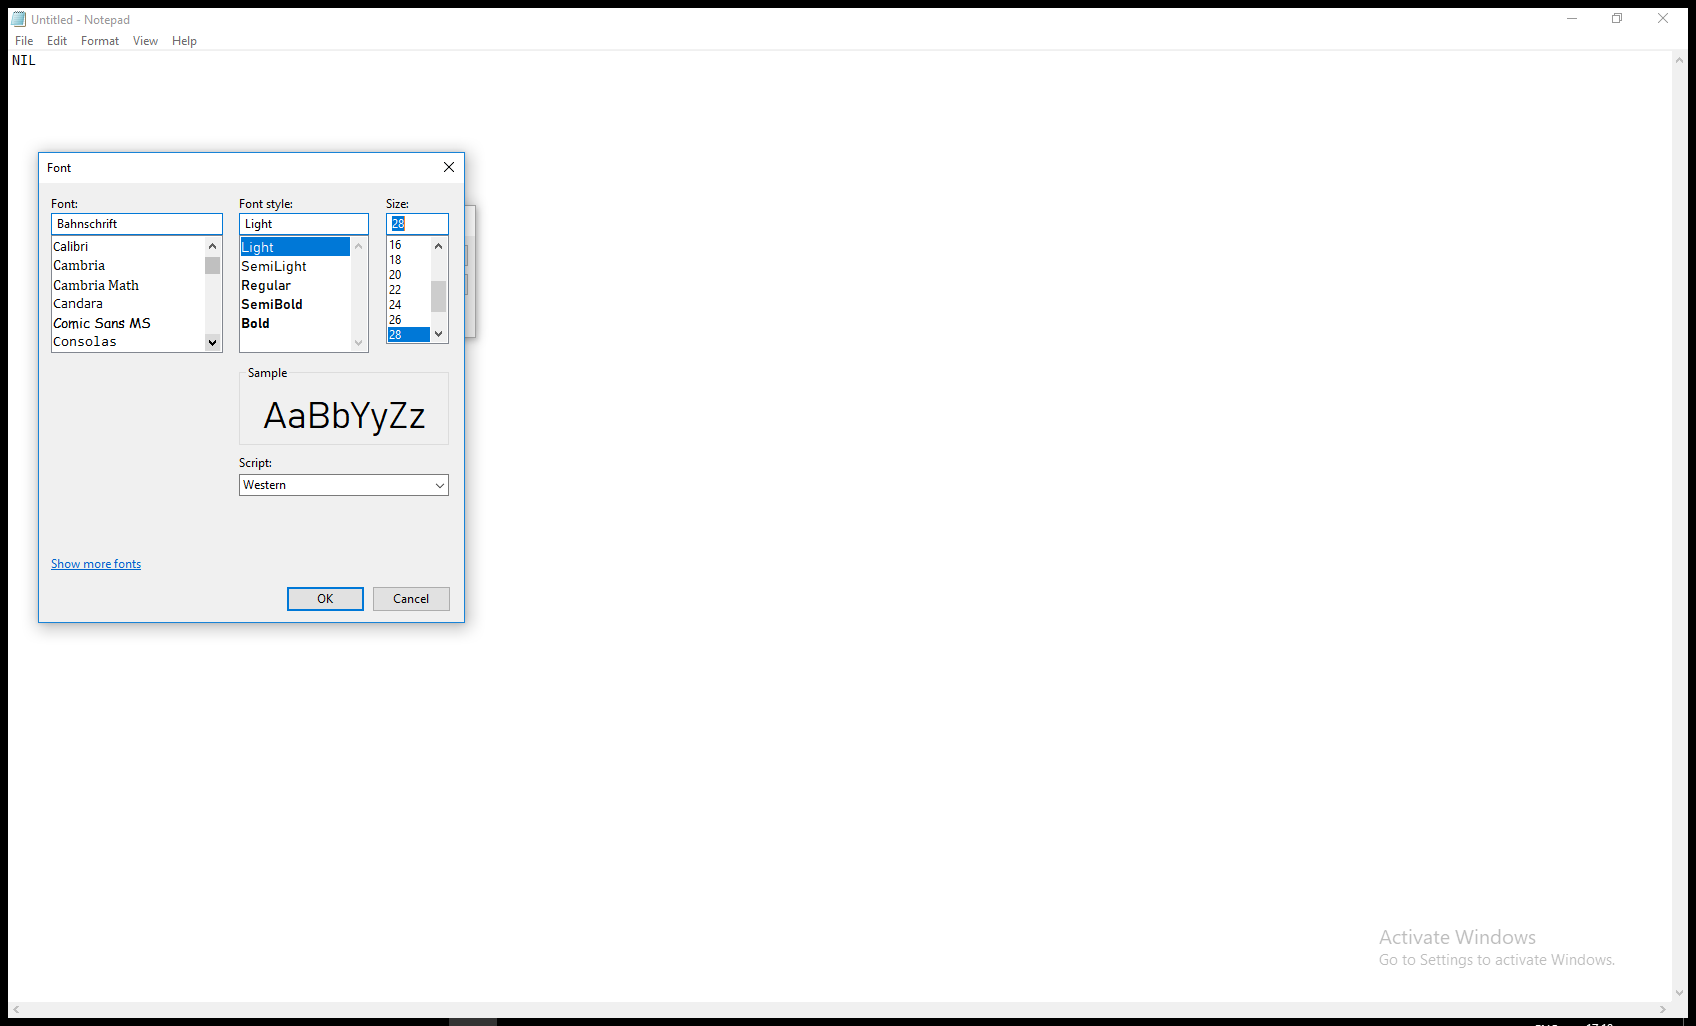 Untitled - Notepad
File Edit Format View Help
NIL
Font
Font:
Bahnschrift
Calibri
Cambria
Cambria Math
Candara
Comic Sans MS
Consolas
Font style:
Light
Light
SemiLight
Regular
SemiBold
Bold
Size:
28
16
18
20
22
24
26
28
Sample
AaBbYyZz
Script:
Western
Show more fonts
OK Cancel
Activate Windows
Go to Settings to activate Windows.